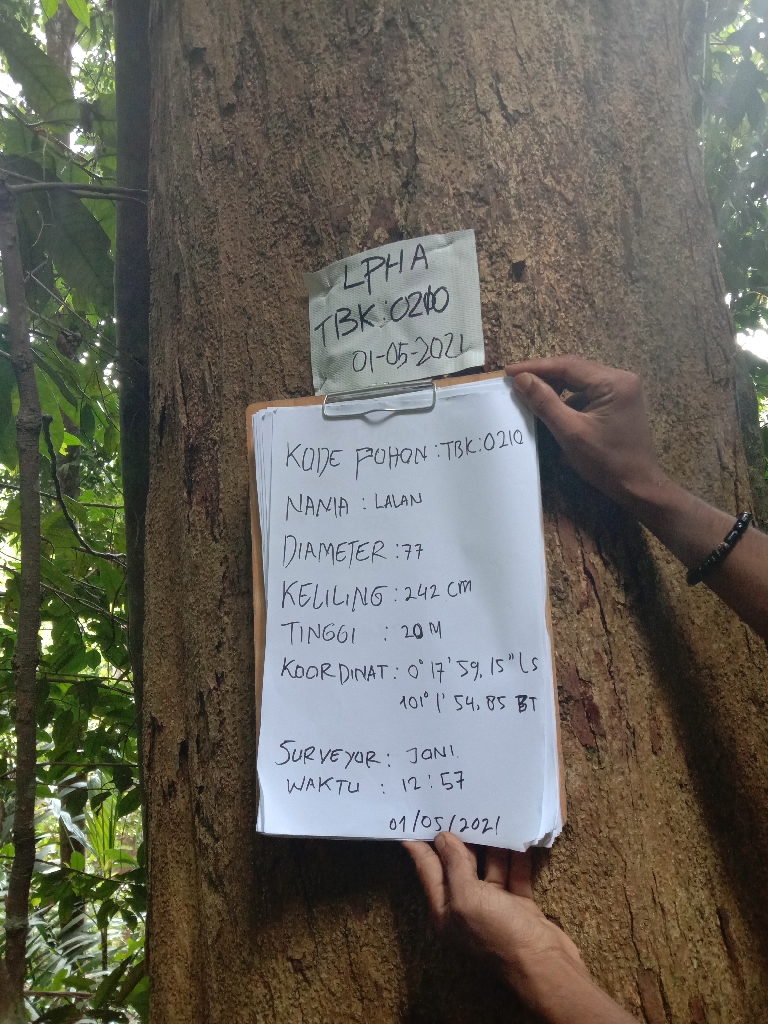 LPHA
TBK:0210
01-05-2021
KODE POHON : TBK:0210
NAMA : LALAN
DIAMETER : 77
KELILING : 242 CM
TINGGI : 20 M
KOORDINAT : 0° 17' 59.15" LS
101° 1' 54.85 BT
SURVEYOR : JONI
WAKTU : 12:57
01/05/2021